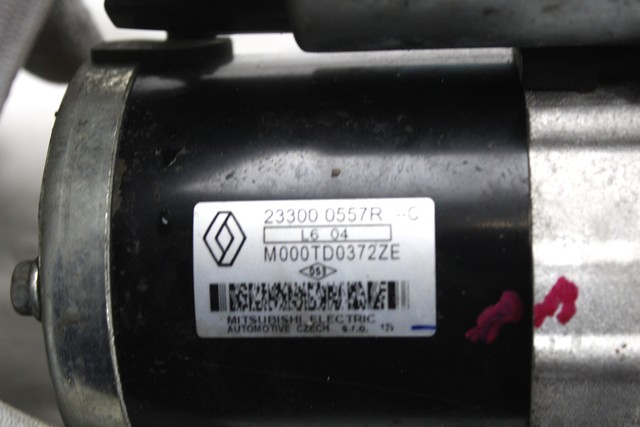 23300 0557R --C
L6 04
M000TD0372ZE
MITSUBISHI ELECTRIC
AUTOMOTIVE CZECH s.r.o. 12V